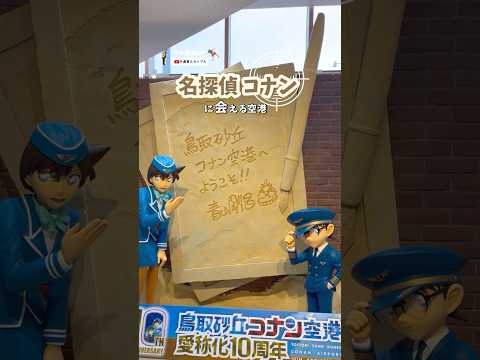 名探偵コナン
に会える空港
鳥取砂丘
コナン空港へ
ようこそ!!
青山剛昌
鳥取砂丘コナン空港
愛称化10周年